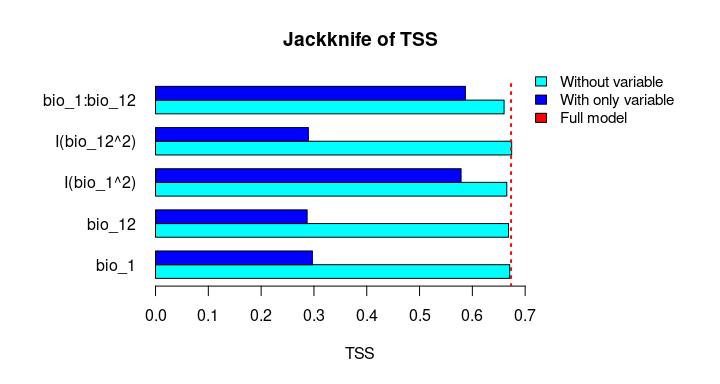 Jackknife of TSS
Without variable
With only variable
Full model
bio_1:bio_12
I(bio_12^2)
I(bio_1^2)
bio_12
bio_1
0.0 0.1 0.2 0.3 0.4 0.5 0.6 0.7
TSS